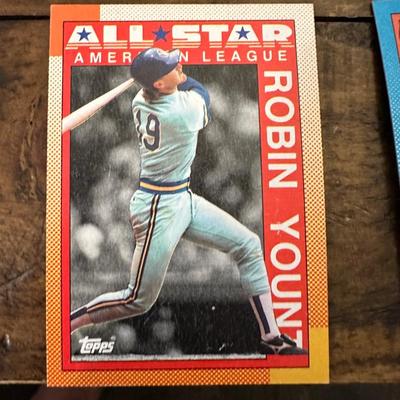 ALL★STAR
AMERICAN LEAGUE
ROBIN YOUNT
19
Topps